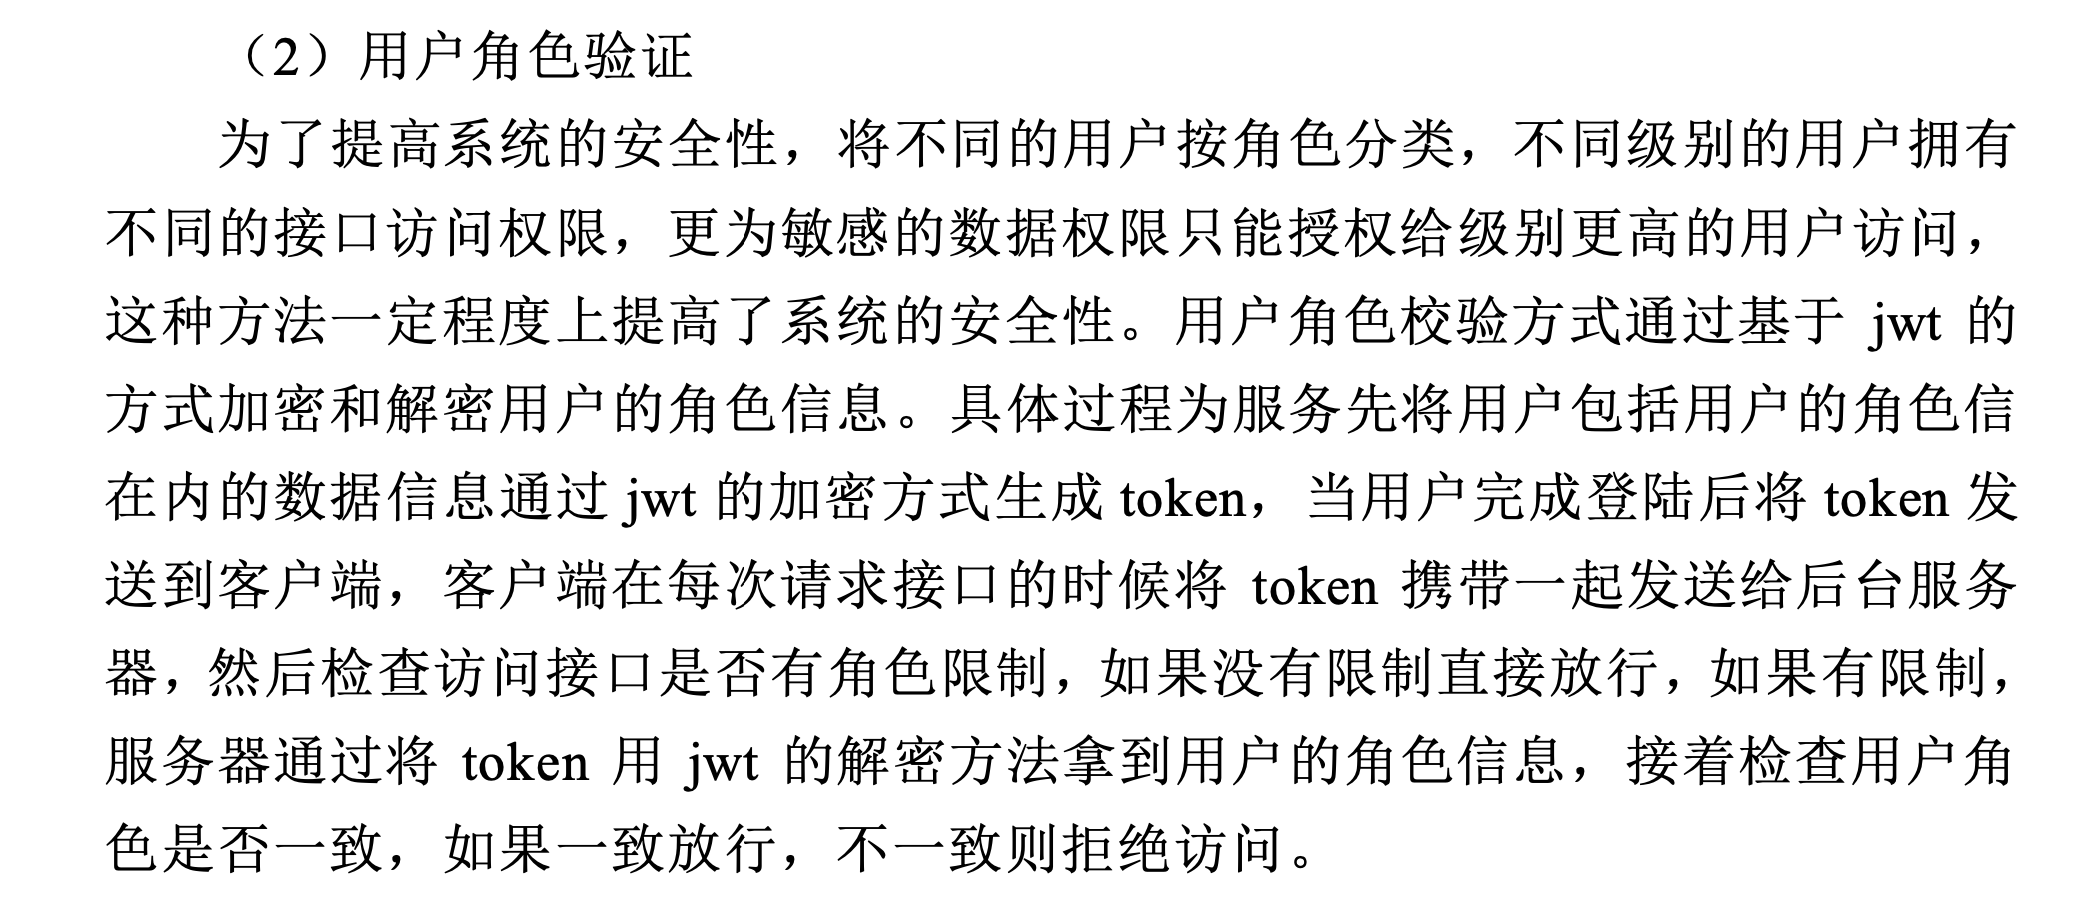 （2）用户角色验证
为了提高系统的安全性，将不同的用户按角色分类，不同级别的用户拥有
不同的接口访问权限，更为敏感的数据权限只能授权给级别更高的用户访问，
这种方法一定程度上提高了系统的安全性。用户角色校验方式通过基于 jwt 的
方式加密和解密用户的角色信息。具体过程为服务先将用户包括用户的角色信
在内的数据信息通过 jwt 的加密方式生成 token，当用户完成登陆后将 token 发
送到客户端，客户端在每次请求接口的时候将 token 携带一起发送给后台服务
器，然后检查访问接口是否有角色限制，如果没有限制直接放行，如果有限制，
服务器通过将 token 用 jwt 的解密方法拿到用户的角色信息，接着检查用户角
色是否一致，如果一致放行，不一致则拒绝访问。